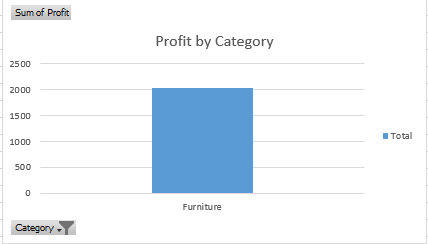 Sum of Profit
Profit by Category
2500
2000
1500
1000
500
0
Total
Furniture
Category